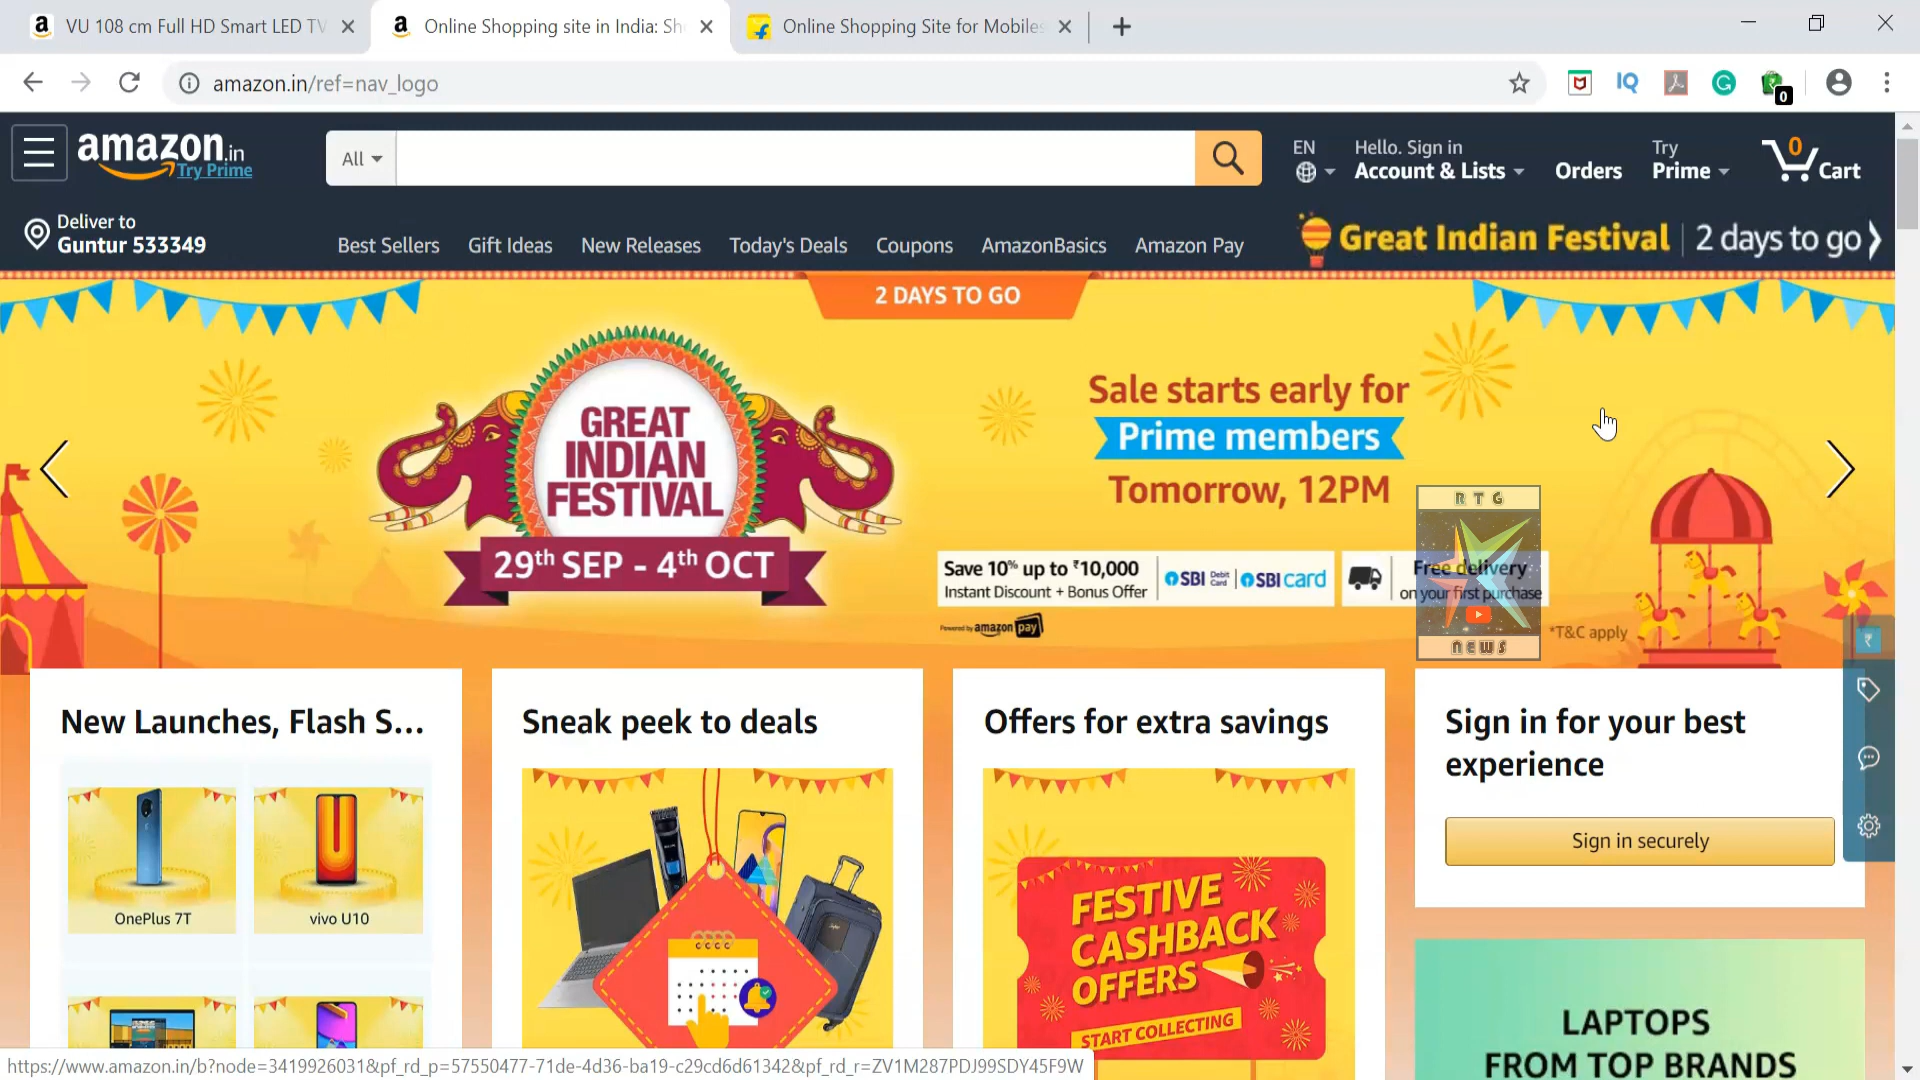 VU 108 cm Full HD Smart LED TV
Online Shopping site in India: Sh
Online Shopping Site for Mobiles
amazon.in/ref=nav_logo
IQ
0
amazon.in
Try Prime
All
EN
Hello. Sign in
Account & Lists
Orders
Try
Prime
0
Cart
Deliver to
Guntur 533349
Best Sellers
Gift Ideas
New Releases
Today's Deals
Coupons
AmazonBasics
Amazon Pay
Great Indian Festival
2 days to go
2 DAYS TO GO
GREAT
INDIAN
FESTIVAL
29th SEP - 4th OCT
Sale starts early for
Prime members
Tomorrow, 12PM
Save 10% up to ₹10,000
Instant Discount + Bonus Offer
SBI Debit Card
SBI card
Free delivery
on your first purchase
Powered by amazon pay
*T&C apply
RTG
NEWS
New Launches, Flash S...
OnePlus 7T
vivo U10
Sneak peek to deals
Offers for extra savings
FESTIVE
CASHBACK
OFFERS
START COLLECTING
Sign in for your best
experience
Sign in securely
LAPTOPS
FROM TOP BRANDS
https://www.amazon.in/b?node=3419926031&pf_rd_p=57550477-71de-4d36-ba19-c29cd6d61342&pf_rd_r=ZV1M287PDJ99SDY45F9W